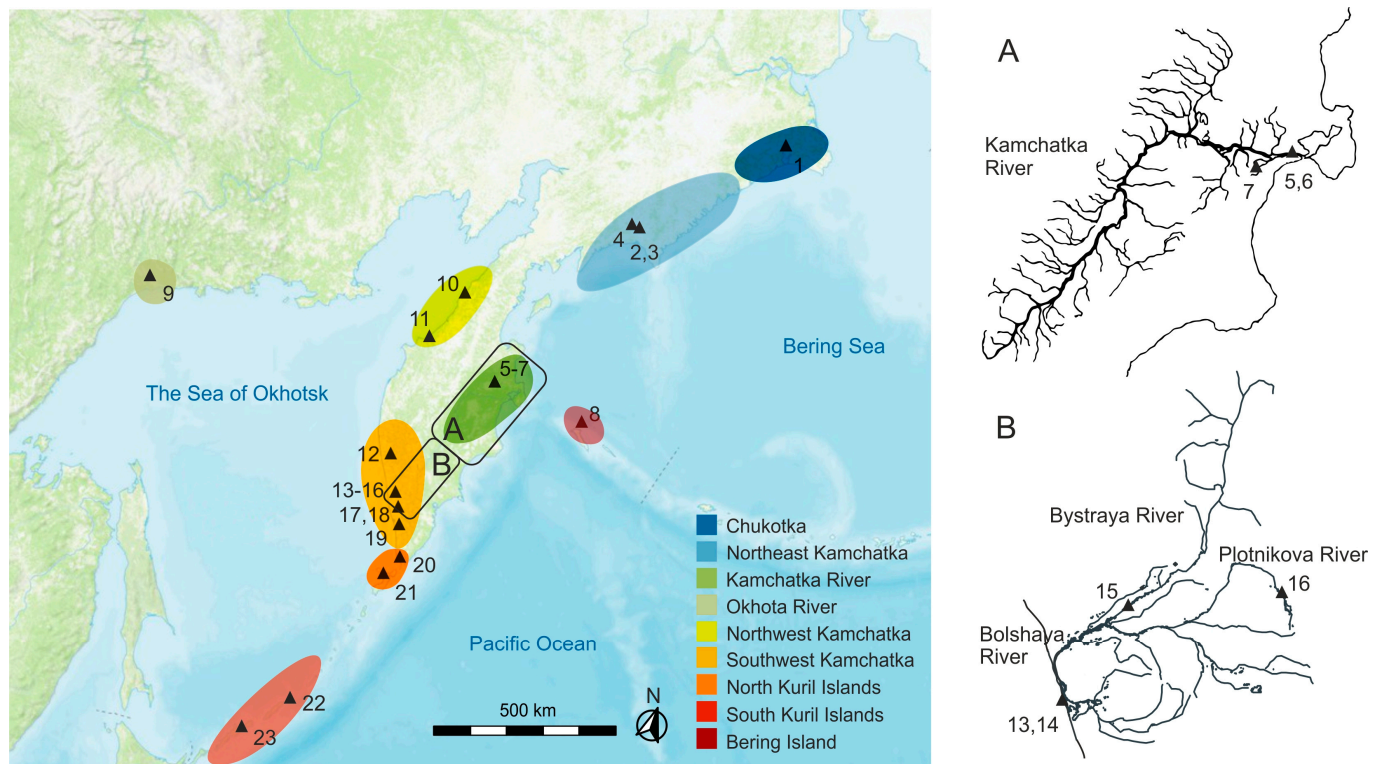 1
4
2,3
9
10
11
Bering Sea
5-7
The Sea of Okhotsk
8
A
12
B
13-16
17,18
19
20
21
Pacific Ocean
22
23
500 km
N
Chukotka
Northeast Kamchatka
Kamchatka River
Okhota River
Northwest Kamchatka
Southwest Kamchatka
North Kuril Islands
South Kuril Islands
Bering Island
A
Kamchatka
River
7
5,6
B
Bystraya River
Plotnikova River
15
16
Bolshaya
River
13,14